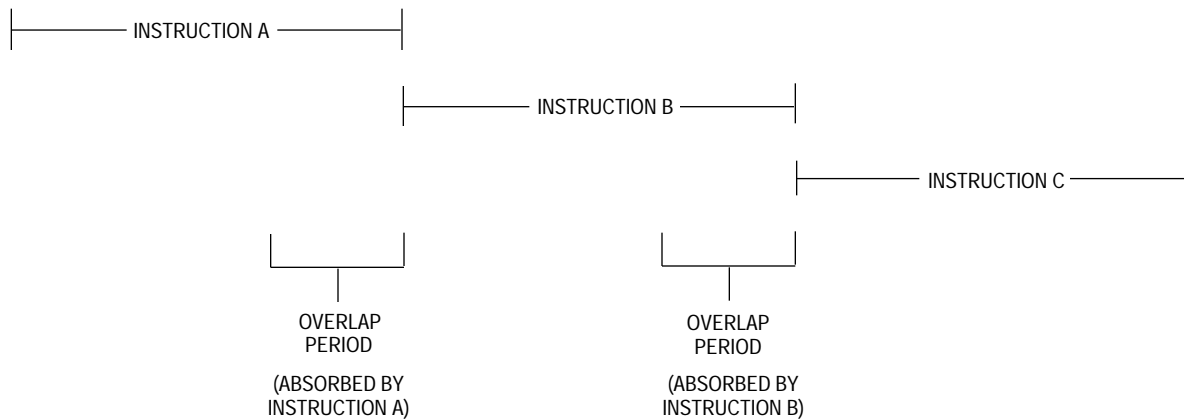 INSTRUCTION A
INSTRUCTION B
INSTRUCTION C
OVERLAP
PERIOD
(ABSORBED BY
INSTRUCTION A)
OVERLAP
PERIOD
(ABSORBED BY
INSTRUCTION B)